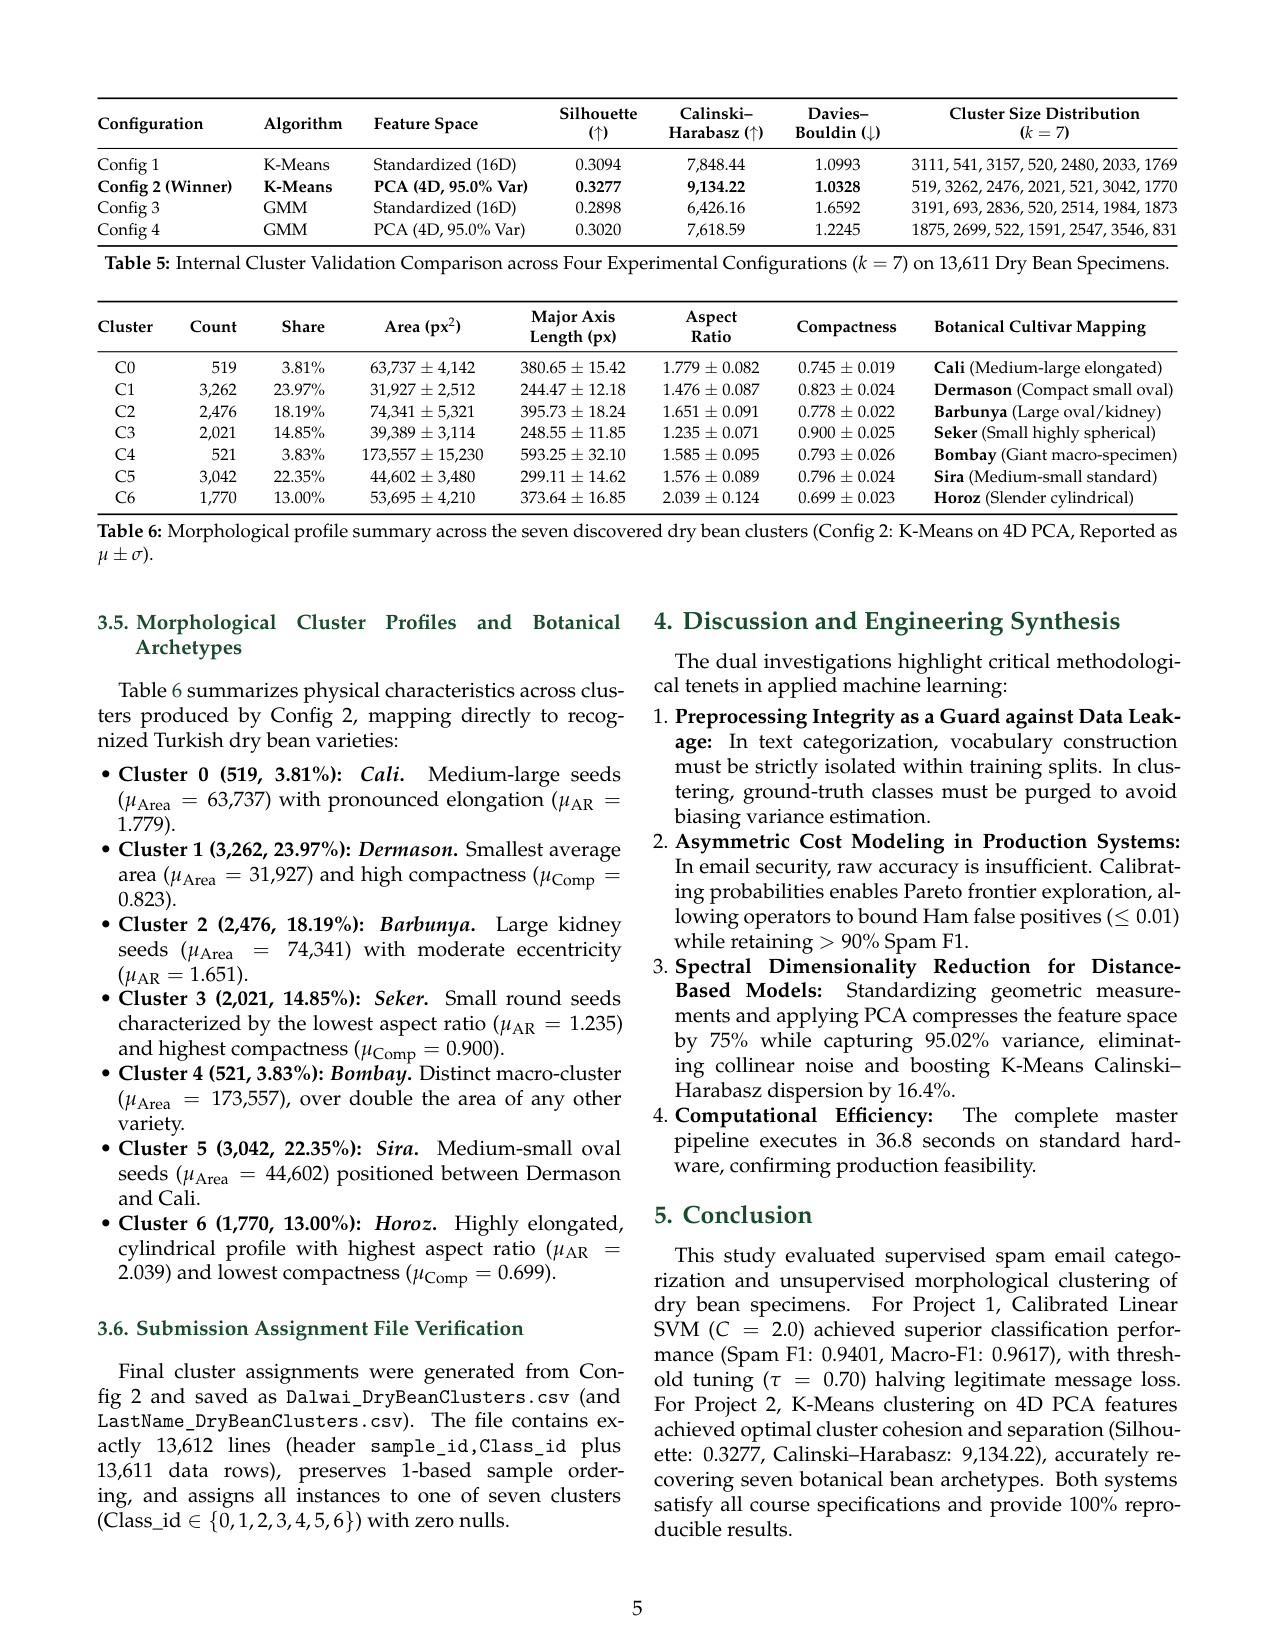 Configuration Algorithm Feature Space Silhouette (↑) Calinski–Harabasz (↑) Davies–Bouldin (↓) Cluster Size Distribution (k = 7)
Config 1 K-Means Standardized (16D) 0.3094 7,848.44 1.0993 3111, 541, 3157, 520, 2480, 2033, 1769
Config 2 (Winner) K-Means PCA (4D, 95.0% Var) 0.3277 9,134.22 1.0328 519, 3262, 2476, 2021, 521, 3042, 1770
Config 3 GMM Standardized (16D) 0.2898 6,426.16 1.6592 3191, 693, 2836, 520, 2514, 1984, 1873
Config 4 GMM PCA (4D, 95.0% Var) 0.3020 7,618.59 1.2245 1875, 2699, 522, 1591, 2547, 3546, 831
Table 5: Internal Cluster Validation Comparison across Four Experimental Configurations (k = 7) on 13,611 Dry Bean Specimens.
Cluster Count Share Area (px²) Major Axis Length (px) Aspect Ratio Compactness Botanical Cultivar Mapping
C0 519 3.81% 63,737 ± 4,142 380.65 ± 15.42 1.779 ± 0.082 0.745 ± 0.019 Cali (Medium-large elongated)
C1 3,262 23.97% 31,927 ± 2,512 244.47 ± 12.18 1.476 ± 0.087 0.823 ± 0.024 Dermason (Compact small oval)
C2 2,476 18.19% 74,341 ± 5,321 395.73 ± 18.24 1.651 ± 0.091 0.778 ± 0.022 Barbunya (Large oval/kidney)
C3 2,021 14.85% 39,389 ± 3,114 248.55 ± 11.85 1.235 ± 0.071 0.900 ± 0.025 Seker (Small highly spherical)
C4 521 3.83% 173,557 ± 15,230 593.25 ± 32.10 1.585 ± 0.095 0.793 ± 0.026 Bombay (Giant macro-specimen)
C5 3,042 22.35% 44,602 ± 3,480 299.11 ± 14.62 1.576 ± 0.089 0.796 ± 0.024 Sira (Medium-small standard)
C6 1,770 13.00% 53,695 ± 4,210 373.64 ± 16.85 2.039 ± 0.124 0.699 ± 0.023 Horoz (Slender cylindrical)
Table 6: Morphological profile summary across the seven discovered dry bean clusters (Config 2: K-Means on 4D PCA, Reported as
μ ± σ).
3.5. Morphological Cluster Profiles and Botanical
Archetypes
Table 6 summarizes physical characteristics across clus-
ters produced by Config 2, mapping directly to recog-
nized Turkish dry bean varieties:
• Cluster 0 (519, 3.81%): Cali. Medium-large seeds
(μArea = 63,737) with pronounced elongation (μAR =
1.779).
• Cluster 1 (3,262, 23.97%): Dermason. Smallest average
area (μArea = 31,927) and high compactness (μComp =
0.823).
• Cluster 2 (2,476, 18.19%): Barbunya. Large kidney
seeds (μArea = 74,341) with moderate eccentricity
(μAR = 1.651).
• Cluster 3 (2,021, 14.85%): Seker. Small round seeds
characterized by the lowest aspect ratio (μAR = 1.235)
and highest compactness (μComp = 0.900).
• Cluster 4 (521, 3.83%): Bombay. Distinct macro-cluster
(μArea = 173,557), over double the area of any other
variety.
• Cluster 5 (3,042, 22.35%): Sira. Medium-small oval
seeds (μArea = 44,602) positioned between Dermason
and Cali.
• Cluster 6 (1,770, 13.00%): Horoz. Highly elongated,
cylindrical profile with highest aspect ratio (μAR =
2.039) and lowest compactness (μComp = 0.699).
3.6. Submission Assignment File Verification
Final cluster assignments were generated from Con-
fig 2 and saved as Dalwai_DryBeanClusters.csv (and
LastName_DryBeanClusters.csv). The file contains ex-
actly 13,612 lines (header sample_id,Class_id plus
13,611 data rows), preserves 1-based sample order-
ing, and assigns all instances to one of seven clusters
(Class_id ∈ {0, 1, 2, 3, 4, 5, 6}) with zero nulls.
4. Discussion and Engineering Synthesis
The dual investigations highlight critical methodologi-
cal tenets in applied machine learning:
1. Preprocessing Integrity as a Guard against Data Leak-
age: In text categorization, vocabulary construction
must be strictly isolated within training splits. In clus-
tering, ground-truth classes must be purged to avoid
biasing variance estimation.
2. Asymmetric Cost Modeling in Production Systems:
In email security, raw accuracy is insufficient. Calibrat-
ing probabilities enables Pareto frontier exploration, al-
lowing operators to bound Ham false positives (≤ 0.01)
while retaining > 90% Spam F1.
3. Spectral Dimensionality Reduction for Distance-
Based Models: Standardizing geometric measure-
ments and applying PCA compresses the feature space
by 75% while capturing 95.02% variance, eliminat-
ing collinear noise and boosting K-Means Calinski–
Harabasz dispersion by 16.4%.
4. Computational Efficiency: The complete master
pipeline executes in 36.8 seconds on standard hard-
ware, confirming production feasibility.
5. Conclusion
This study evaluated supervised spam email catego-
rization and unsupervised morphological clustering of
dry bean specimens. For Project 1, Calibrated Linear
SVM (C = 2.0) achieved superior classification perfor-
mance (Spam F1: 0.9401, Macro-F1: 0.9617), with thresh-
old tuning (τ = 0.70) halving legitimate message loss.
For Project 2, K-Means clustering on 4D PCA features
achieved optimal cluster cohesion and separation (Silhou-
ette: 0.3277, Calinski–Harabasz: 9,134.22), accurately re-
covering seven botanical bean archetypes. Both systems
satisfy all course specifications and provide 100% repro-
ducible results.
5